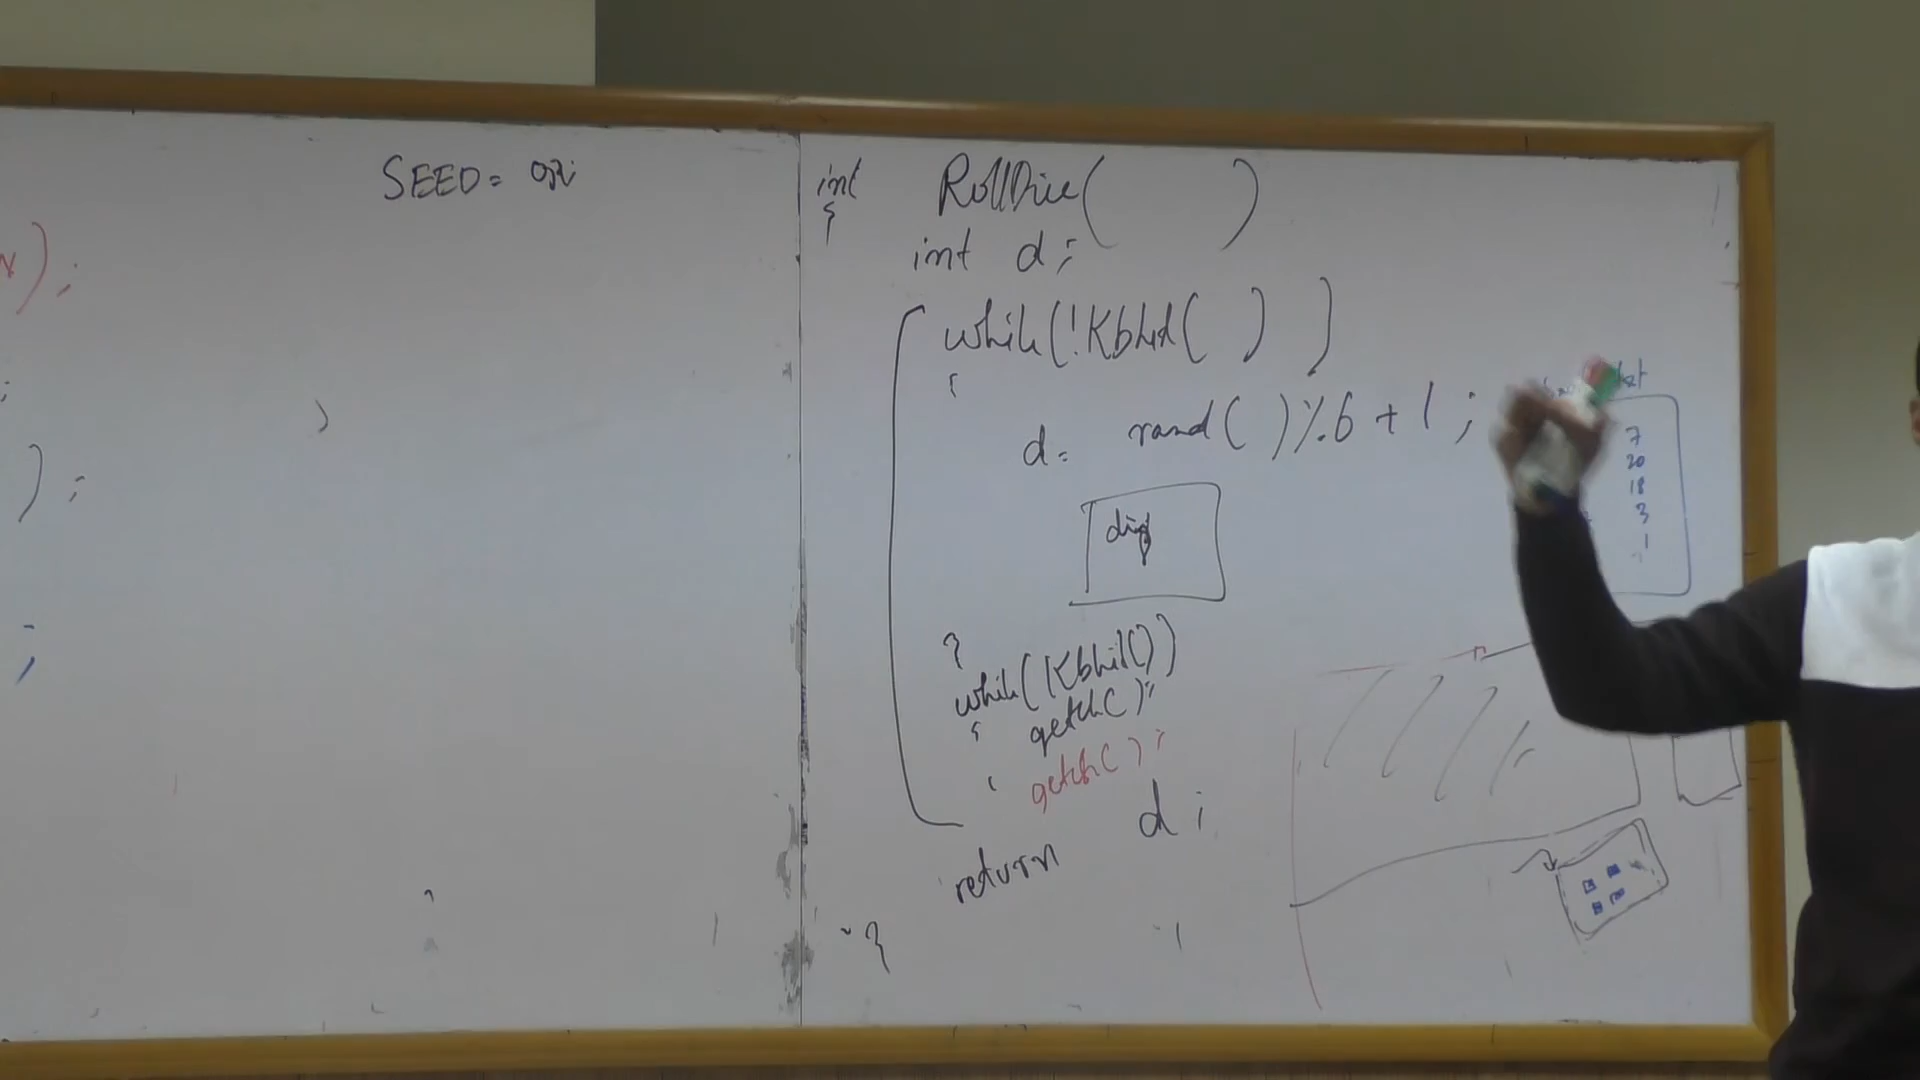 );
SEED =
;
);
;
int RollDice( )
{
int d;
while(!Kbhit( ) )
{
d= rand( )%6 + 1 ;
disp
7
20
18
3
1
}
while(Kbhit())
{ getch();
getch();
return d ;
}